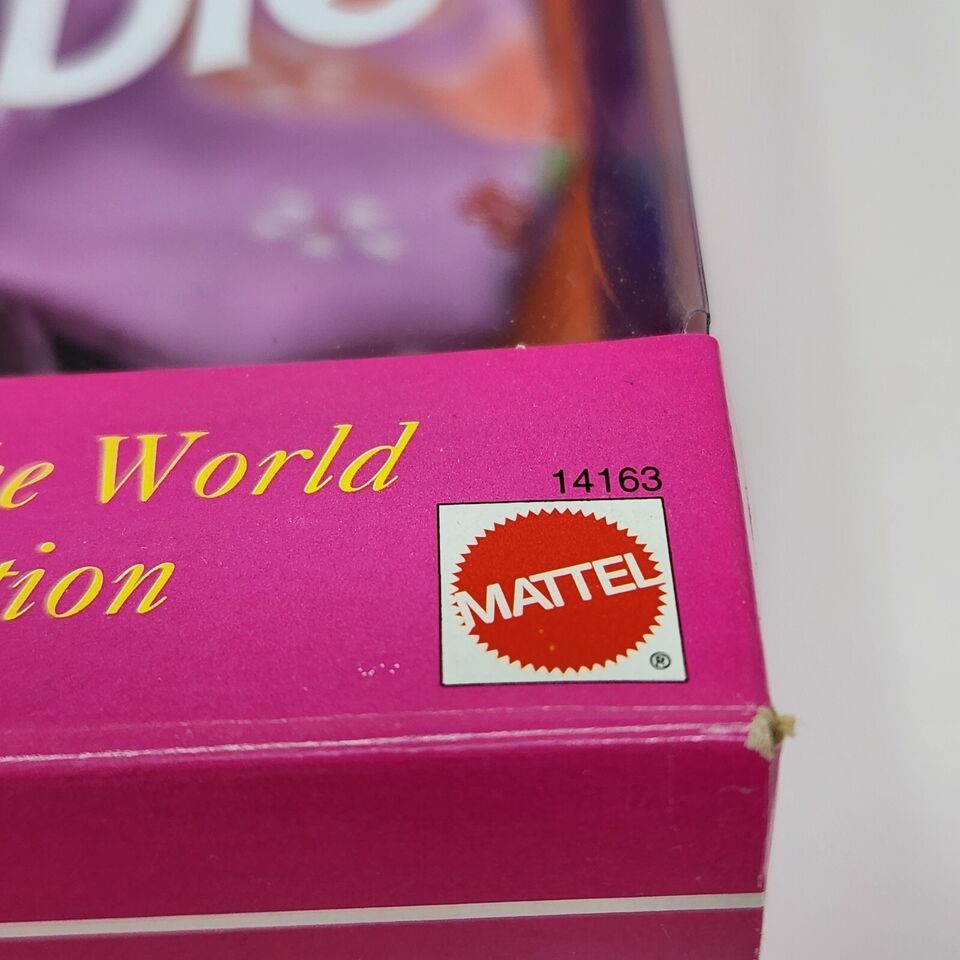 World
14163
tion
MATTEL
®